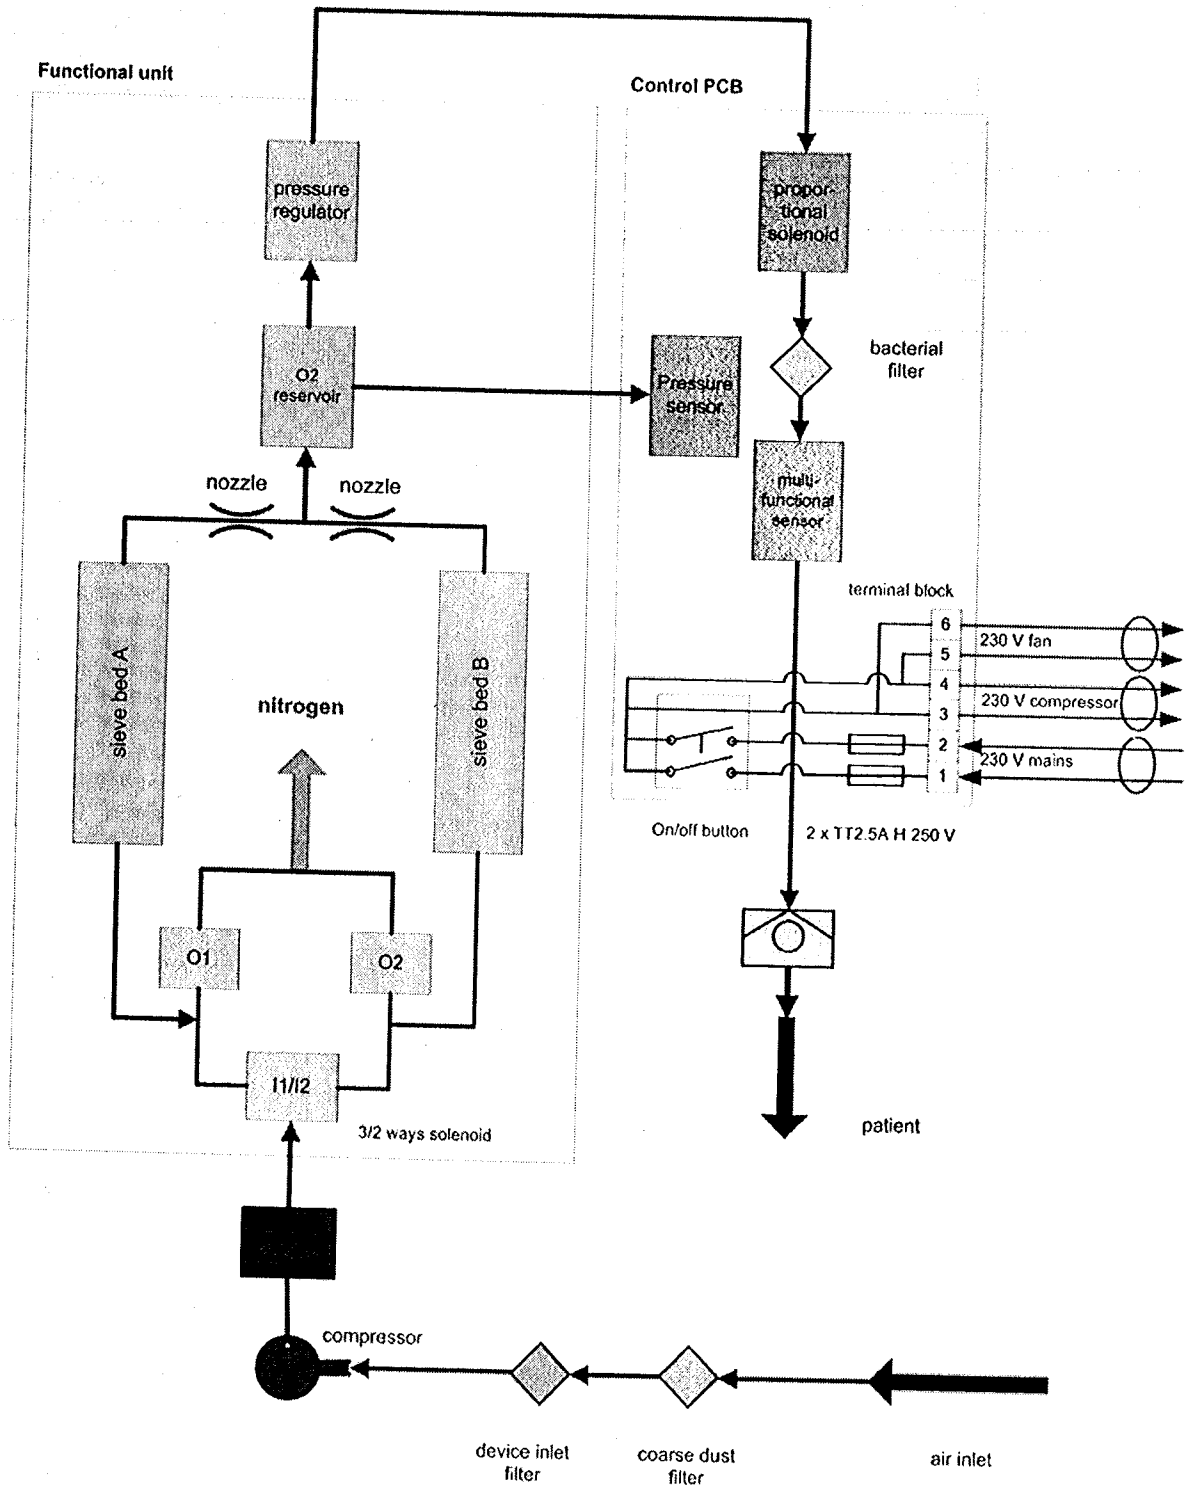 Functional unit
Control PCB
pressure
regulator
propor-
tional
solenoid
O2
reservoir
Pressure
sensor
bacterial
filter
nozzle
nozzle
multi-
functional
sensor
sieve bed A
sieve bed B
nitrogen
terminal block
6
230 V fan
5
4
230 V compressor
3
2
230 V mains
1
On/off button
2 x TT2.5A H 250 V
O1
O2
I1/I2
3/2 ways solenoid
patient
compressor
device inlet
filter
coarse dust
filter
air inlet